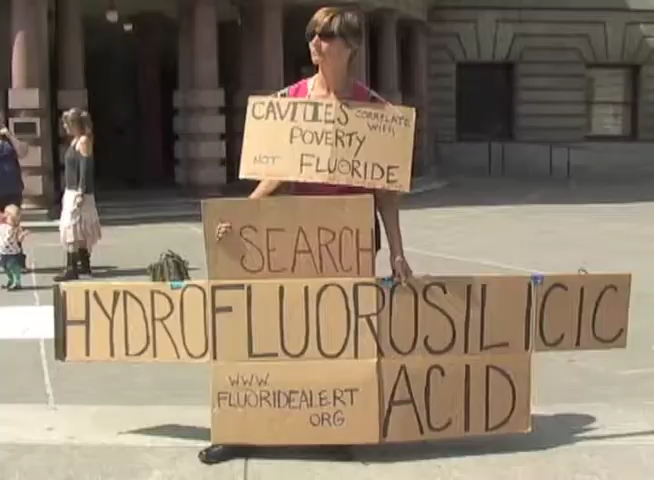 CAVITIES CORRELATE
WITH
POVERTY
NOT FLUORIDE
SEARCH
HYDROFLUOROSILICIC
WWW.
FLUORIDEALERT
ORG
ACID